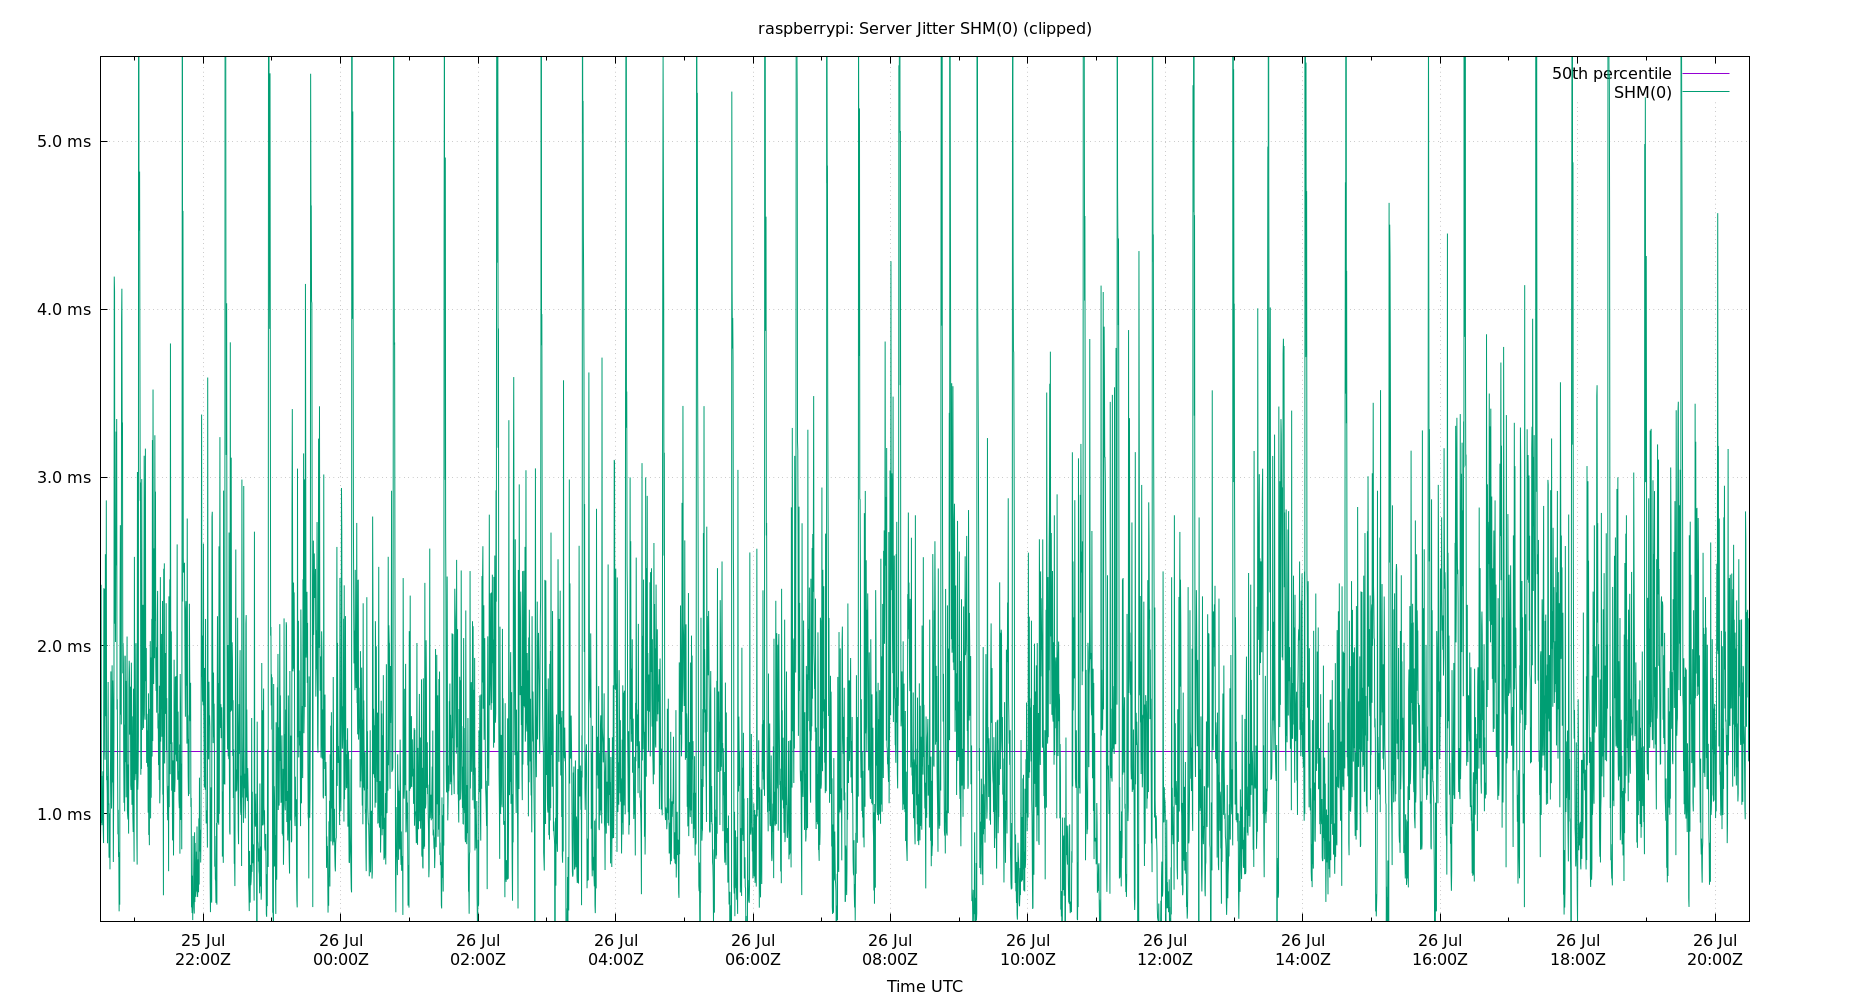 raspberrypi: Server Jitter SHM(0) (clipped)
50th percentile
SHM(0)
5.0 ms
4.0 ms
3.0 ms
2.0 ms
1.0 ms
25 Jul 26 Jul 26 Jul 26 Jul 26 Jul 26 Jul 26 Jul 26 Jul 26 Jul 26 Jul 26 Jul 26 Jul
22:00Z 00:00Z 02:00Z 04:00Z 06:00Z 08:00Z 10:00Z 12:00Z 14:00Z 16:00Z 18:00Z 20:00Z
Time UTC